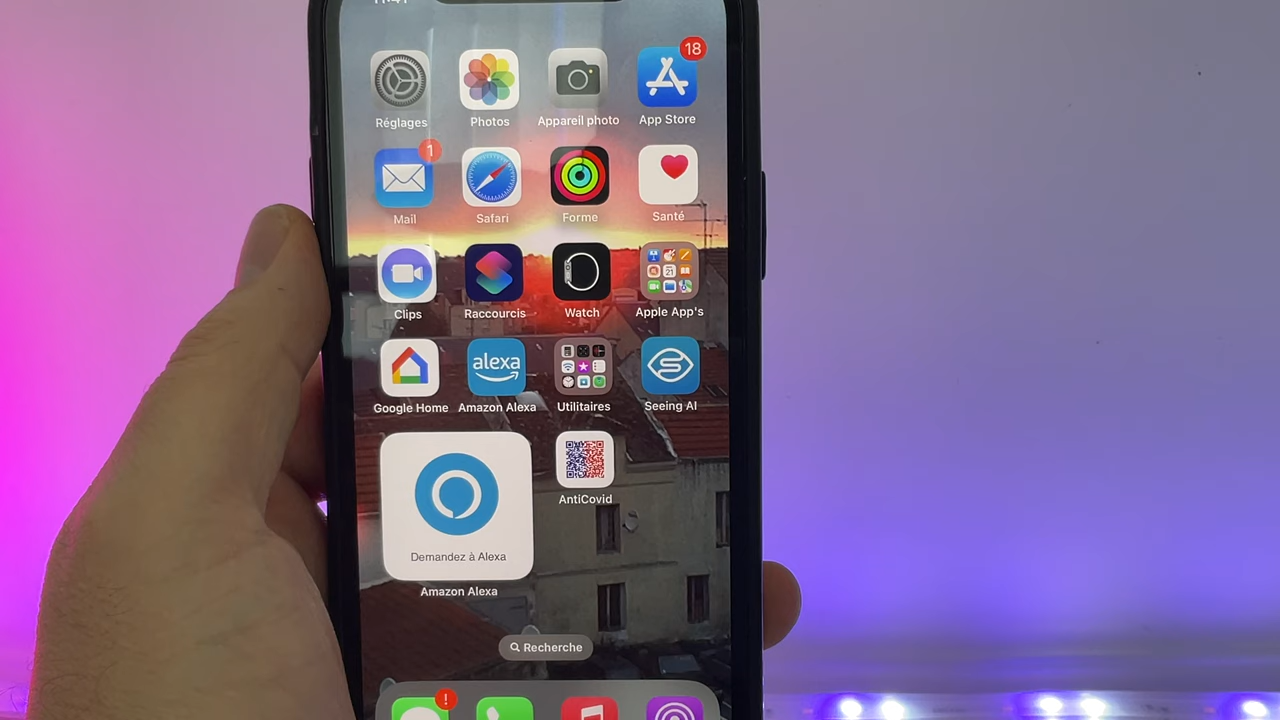 18
Réglages Photos Appareil photo App Store
1
Mail Safari Forme Santé
21
Clips Raccourcis Watch Apple App's
alexa
Google Home Amazon Alexa Utilitaires Seeing AI
AntiCovid
Demandez à Alexa
Amazon Alexa
Recherche
!